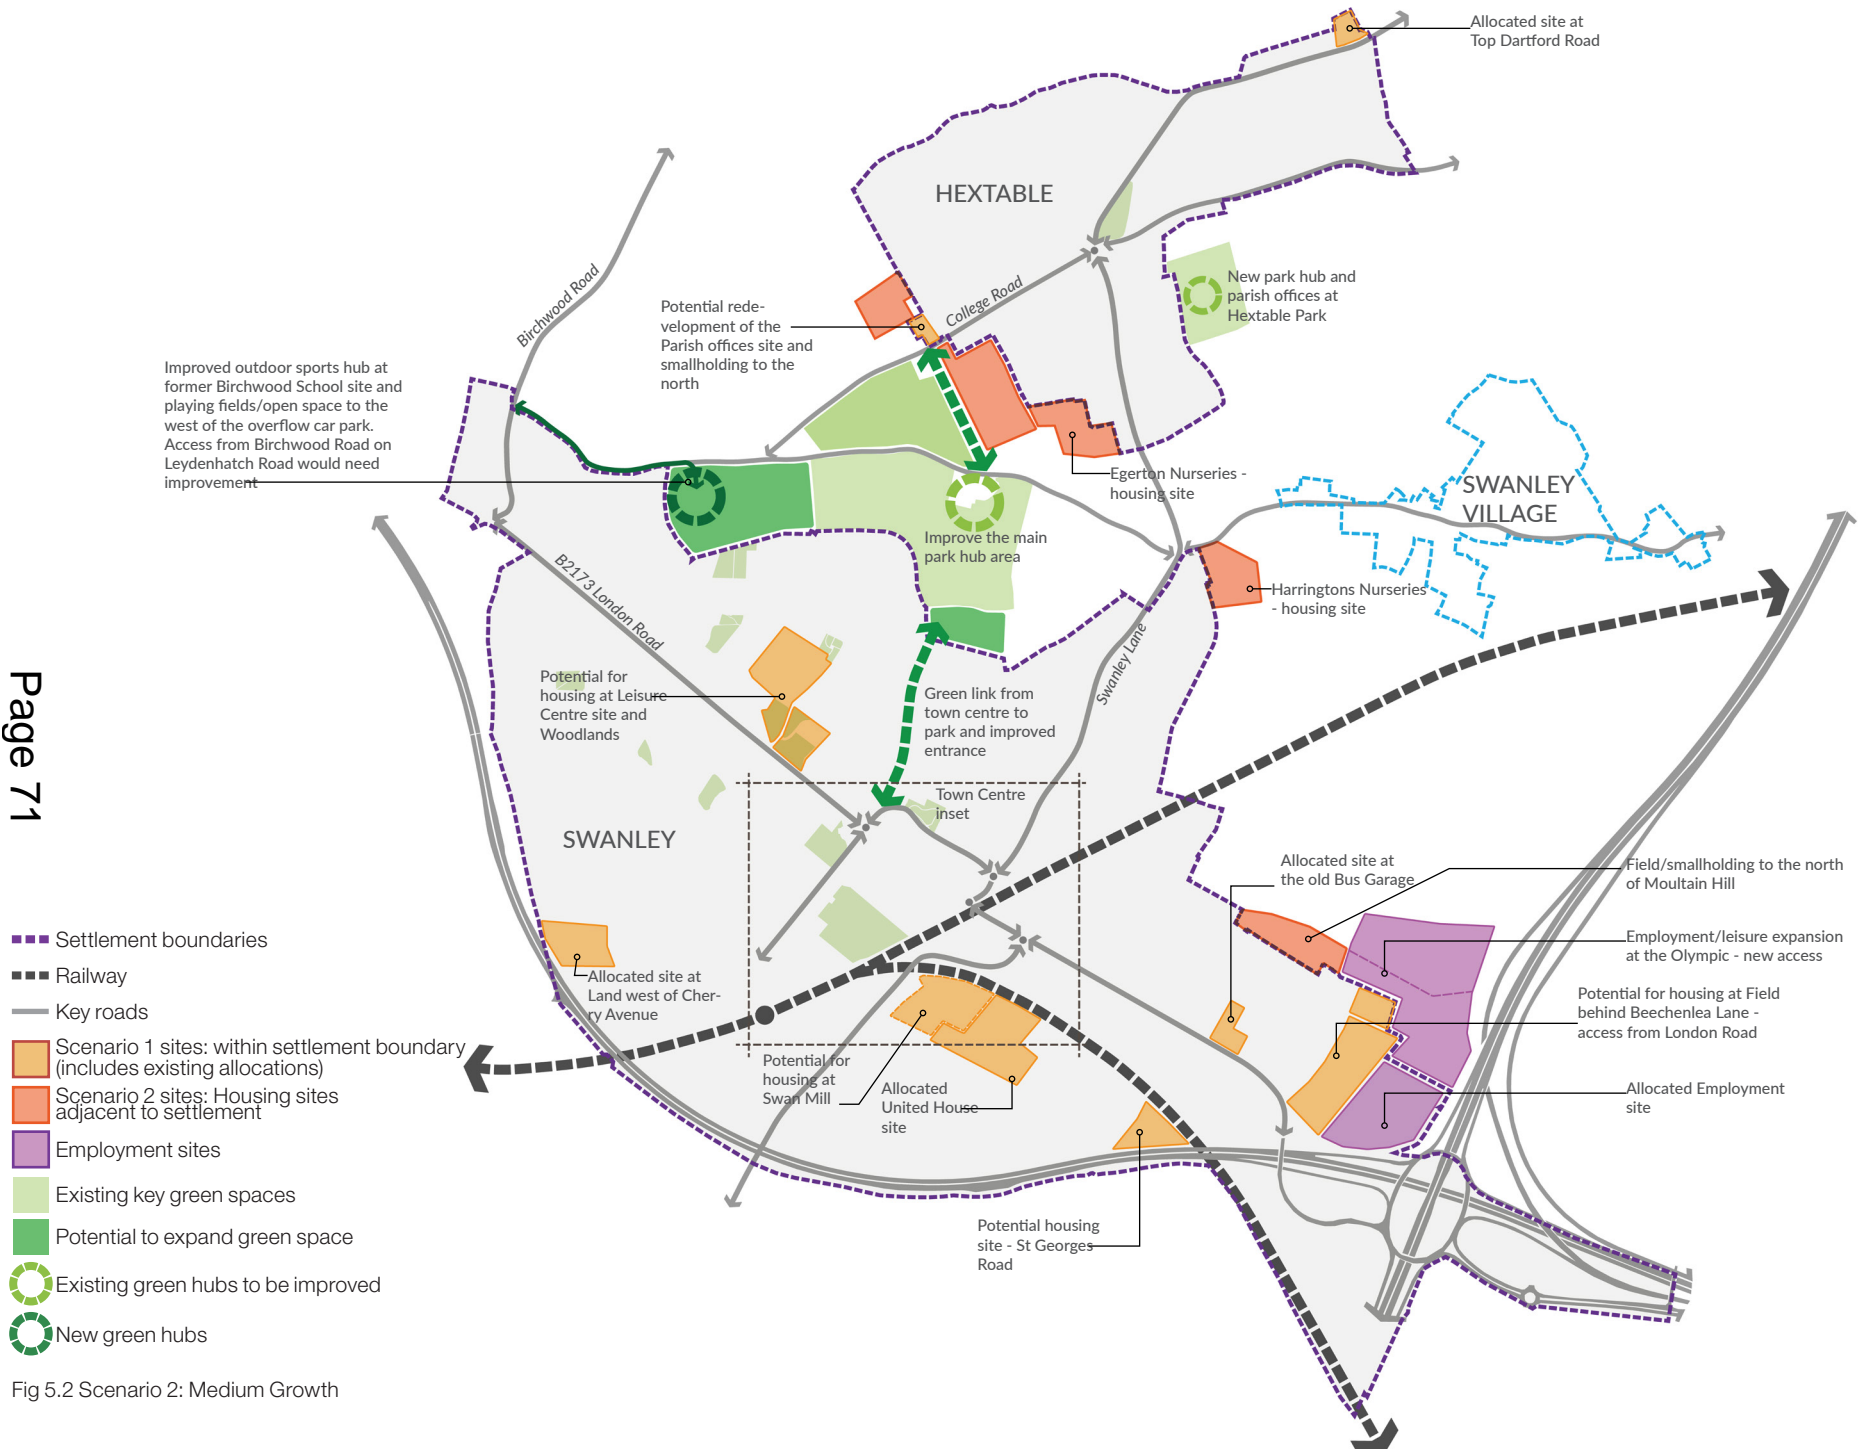 Allocated site at
Top Dartford Road
HEXTABLE
Birchwood Road
College Road
New park hub and
parish offices at
Hextable Park
Potential rede-
velopment of the
Parish offices site and
smallholding to the
north
Improved outdoor sports hub at
former Birchwood School site and
playing fields/open space to the
west of the overflow car park.
Access from Birchwood Road on
Leydenhatch Road would need
improvement
Egerton Nurseries -
housing site
SWANLEY
VILLAGE
Improve the main
park hub area
B2173 London Road
Harringtons Nurseries
- housing site
Swanley Lane
Potential for
housing at Leisure
Centre site and
Woodlands
Green link from
town centre to
park and improved
entrance
Page 71
Town Centre
inset
SWANLEY
Allocated site at
the old Bus Garage
Field/smallholding to the north
of Moultain Hill
Employment/leisure expansion
at the Olympic - new access
Allocated site at
Land west of Cher-
ry Avenue
Potential for housing at Field
behind Beechenlea Lane -
access from London Road
Potential for
housing at
Swan Mill
Allocated
United House
site
Allocated Employment
site
Potential housing
site - St Georges
Road
Settlement boundaries
Railway
Key roads
Scenario 1 sites: within settlement boundary
(includes existing allocations)
Scenario 2 sites: Housing sites
adjacent to settlement
Employment sites
Existing key green spaces
Potential to expand green space
Existing green hubs to be improved
New green hubs
Fig 5.2 Scenario 2: Medium Growth